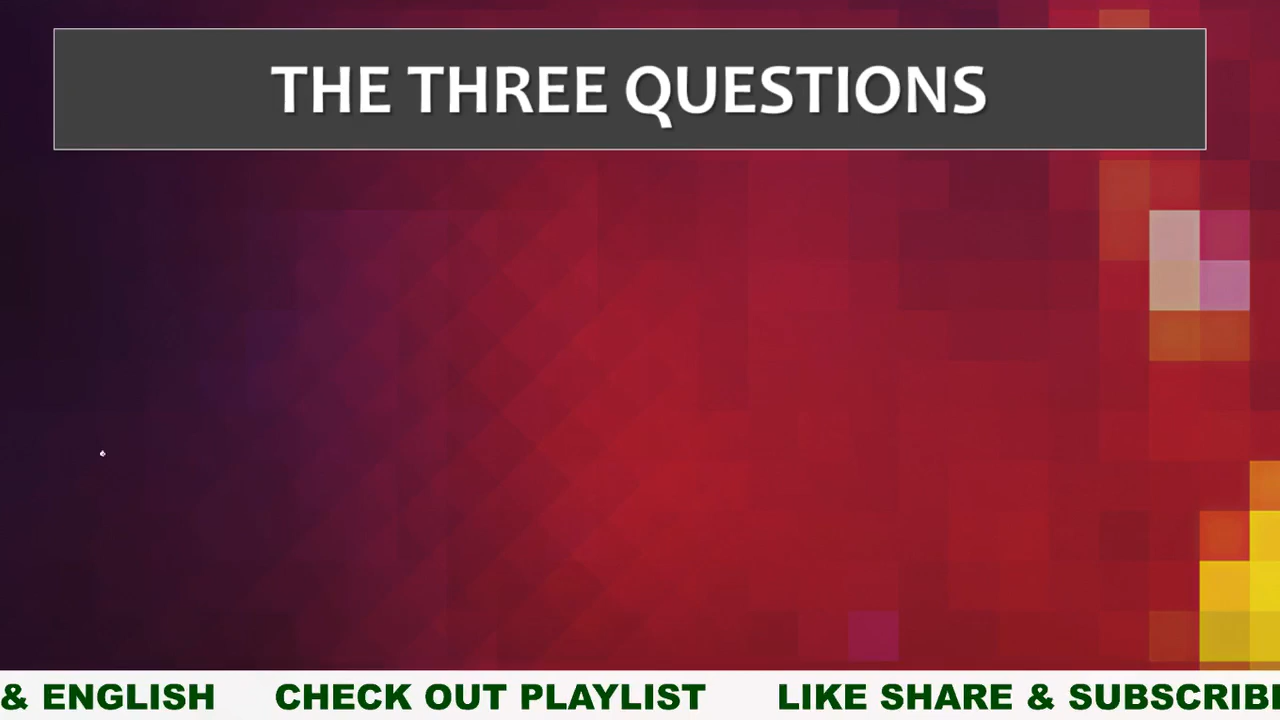 THE THREE QUESTIONS
& ENGLISH CHECK OUT PLAYLIST LIKE SHARE & SUBSCRIB